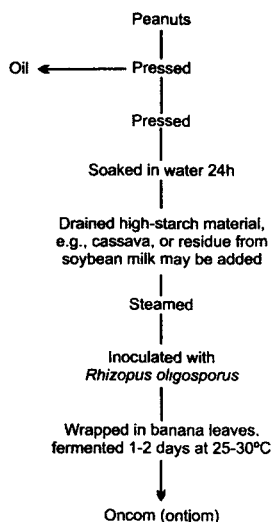 Peanuts
Oil
Pressed
Pressed
Soaked in water 24h
Drained high-starch material,
e.g., cassava, or residue from
soybean milk may be added
Steamed
Inoculated with
Rhizopus oligosporus
Wrapped in banana leaves.
fermented 1-2 days at 25-30ºC
Oncom (ontjom)